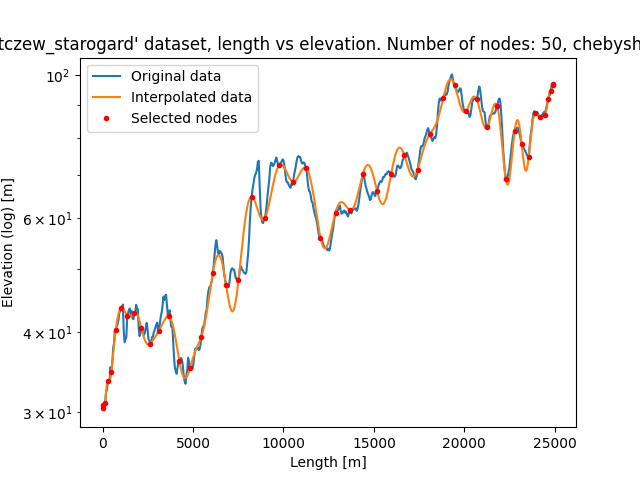 tczew_starogard' dataset, length vs elevation. Number of nodes: 50, chebysh
Original data
Interpolated data
Selected nodes
10²
6 × 10¹
4 × 10¹
3 × 10¹
Elevation (log) [m]
0 5000 10000 15000 20000 25000
Length [m]